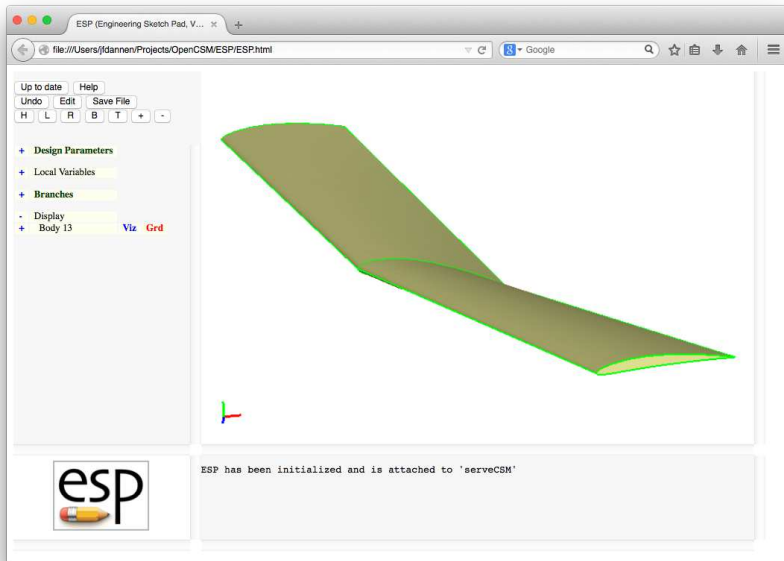 ESP (Engineering Sketch Pad, V...
file:///Users/jfdannen/Projects/OpenCSM/ESP/ESP.html
Google
Up to date Help
Undo Edit Save File
H L R B T + -
+ Design Parameters
+ Local Variables
+ Branches
- Display
+ Body 13 Viz Grd
esp
ESP has been initialized and is attached to 'serveCSM'